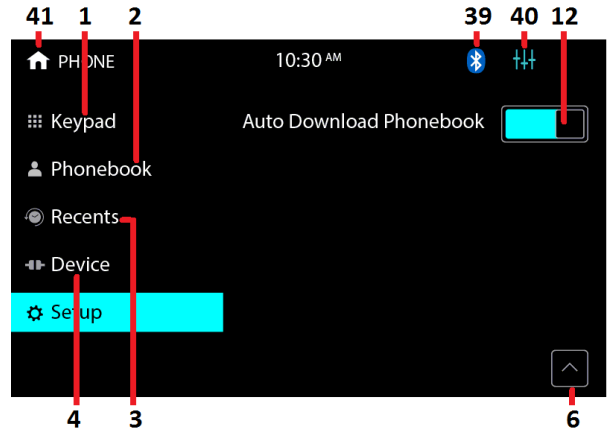 41 1 2 39 40 12
PHONE 10:30 AM
Keypad Auto Download Phonebook
Phonebook
Recents
Device
Setup
4 3 6